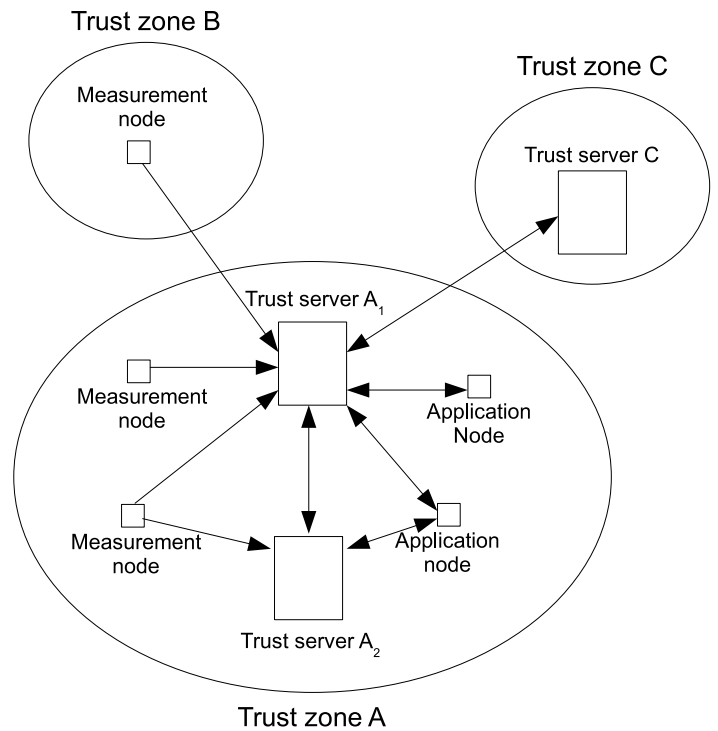 Trust zone B
Trust zone C
Measurement
node
Trust server C
Trust server A1
Measurement
node
Application
Node
Measurement
node
Application
node
Trust server A2
Trust zone A